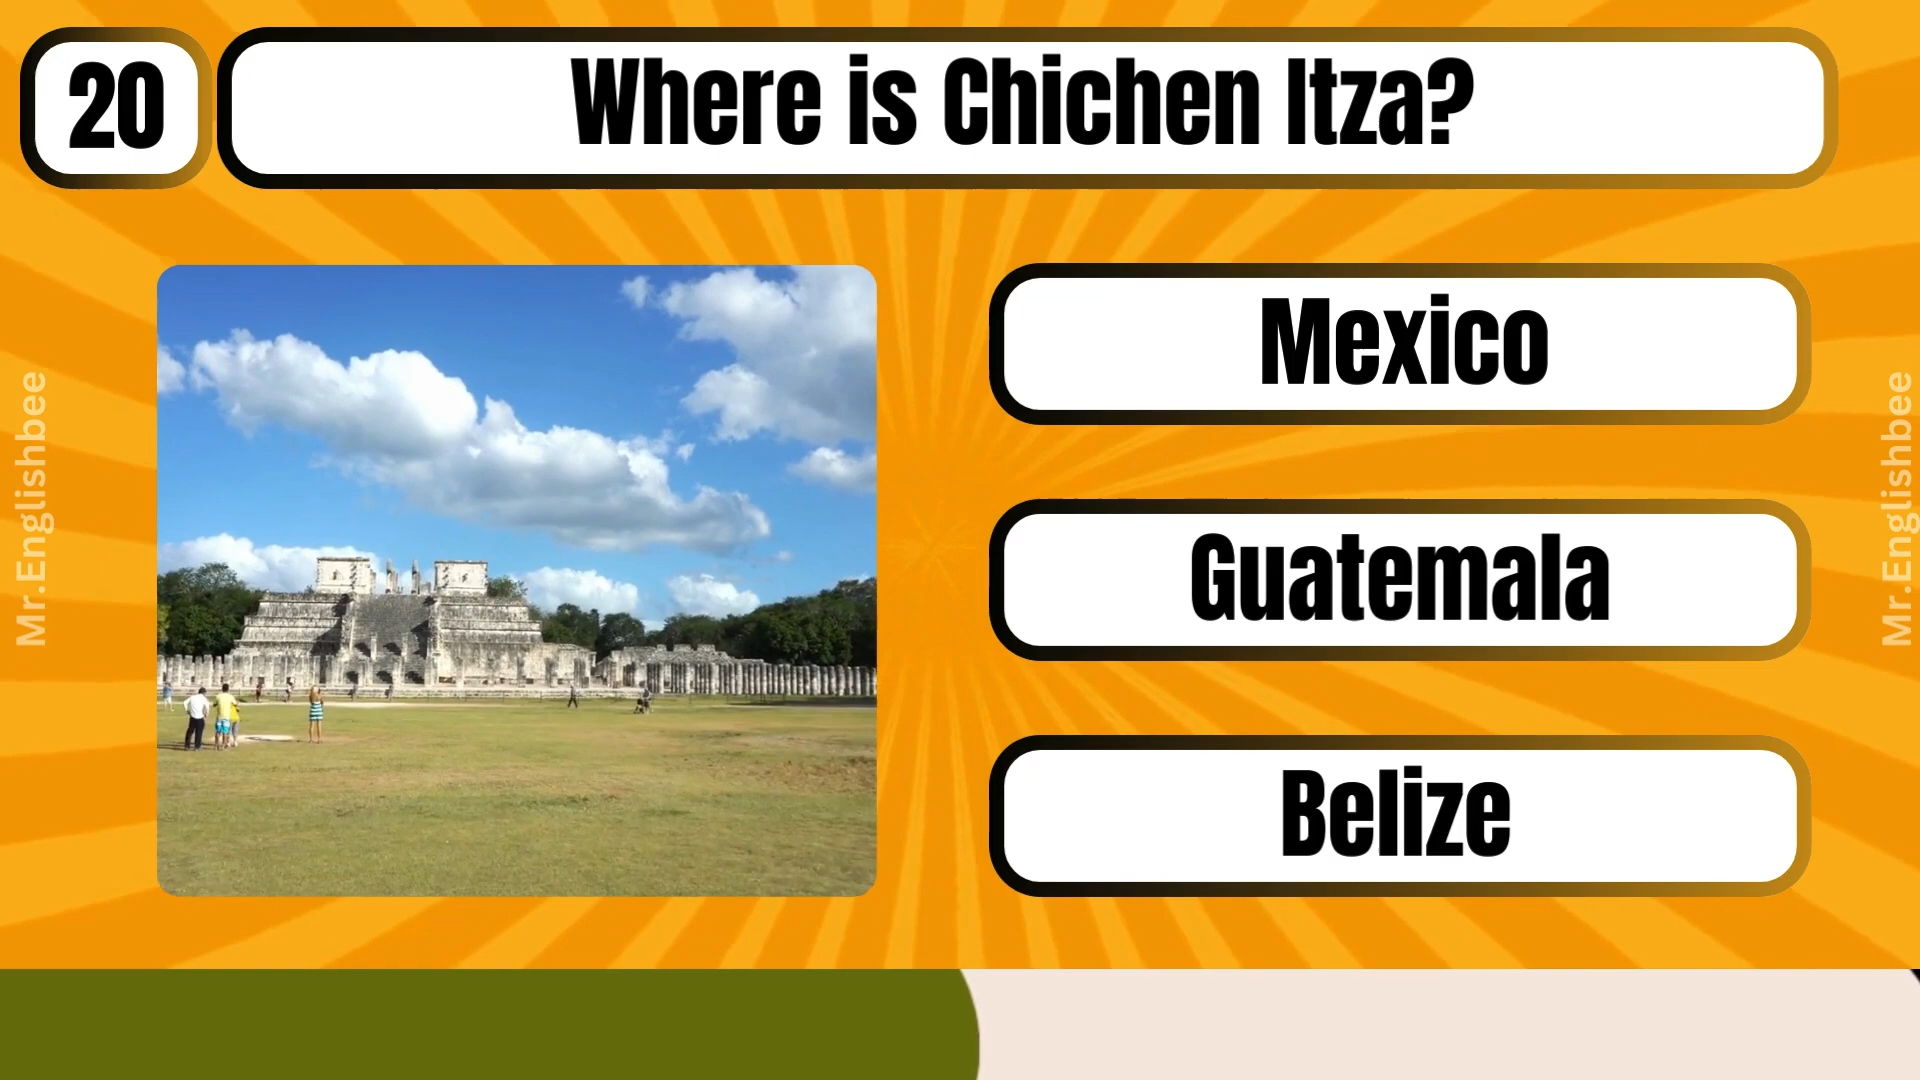 20
Where is Chichen Itza?
Mexico
Guatemala
Belize
Mr.Englishbee
Mr.Englishbee